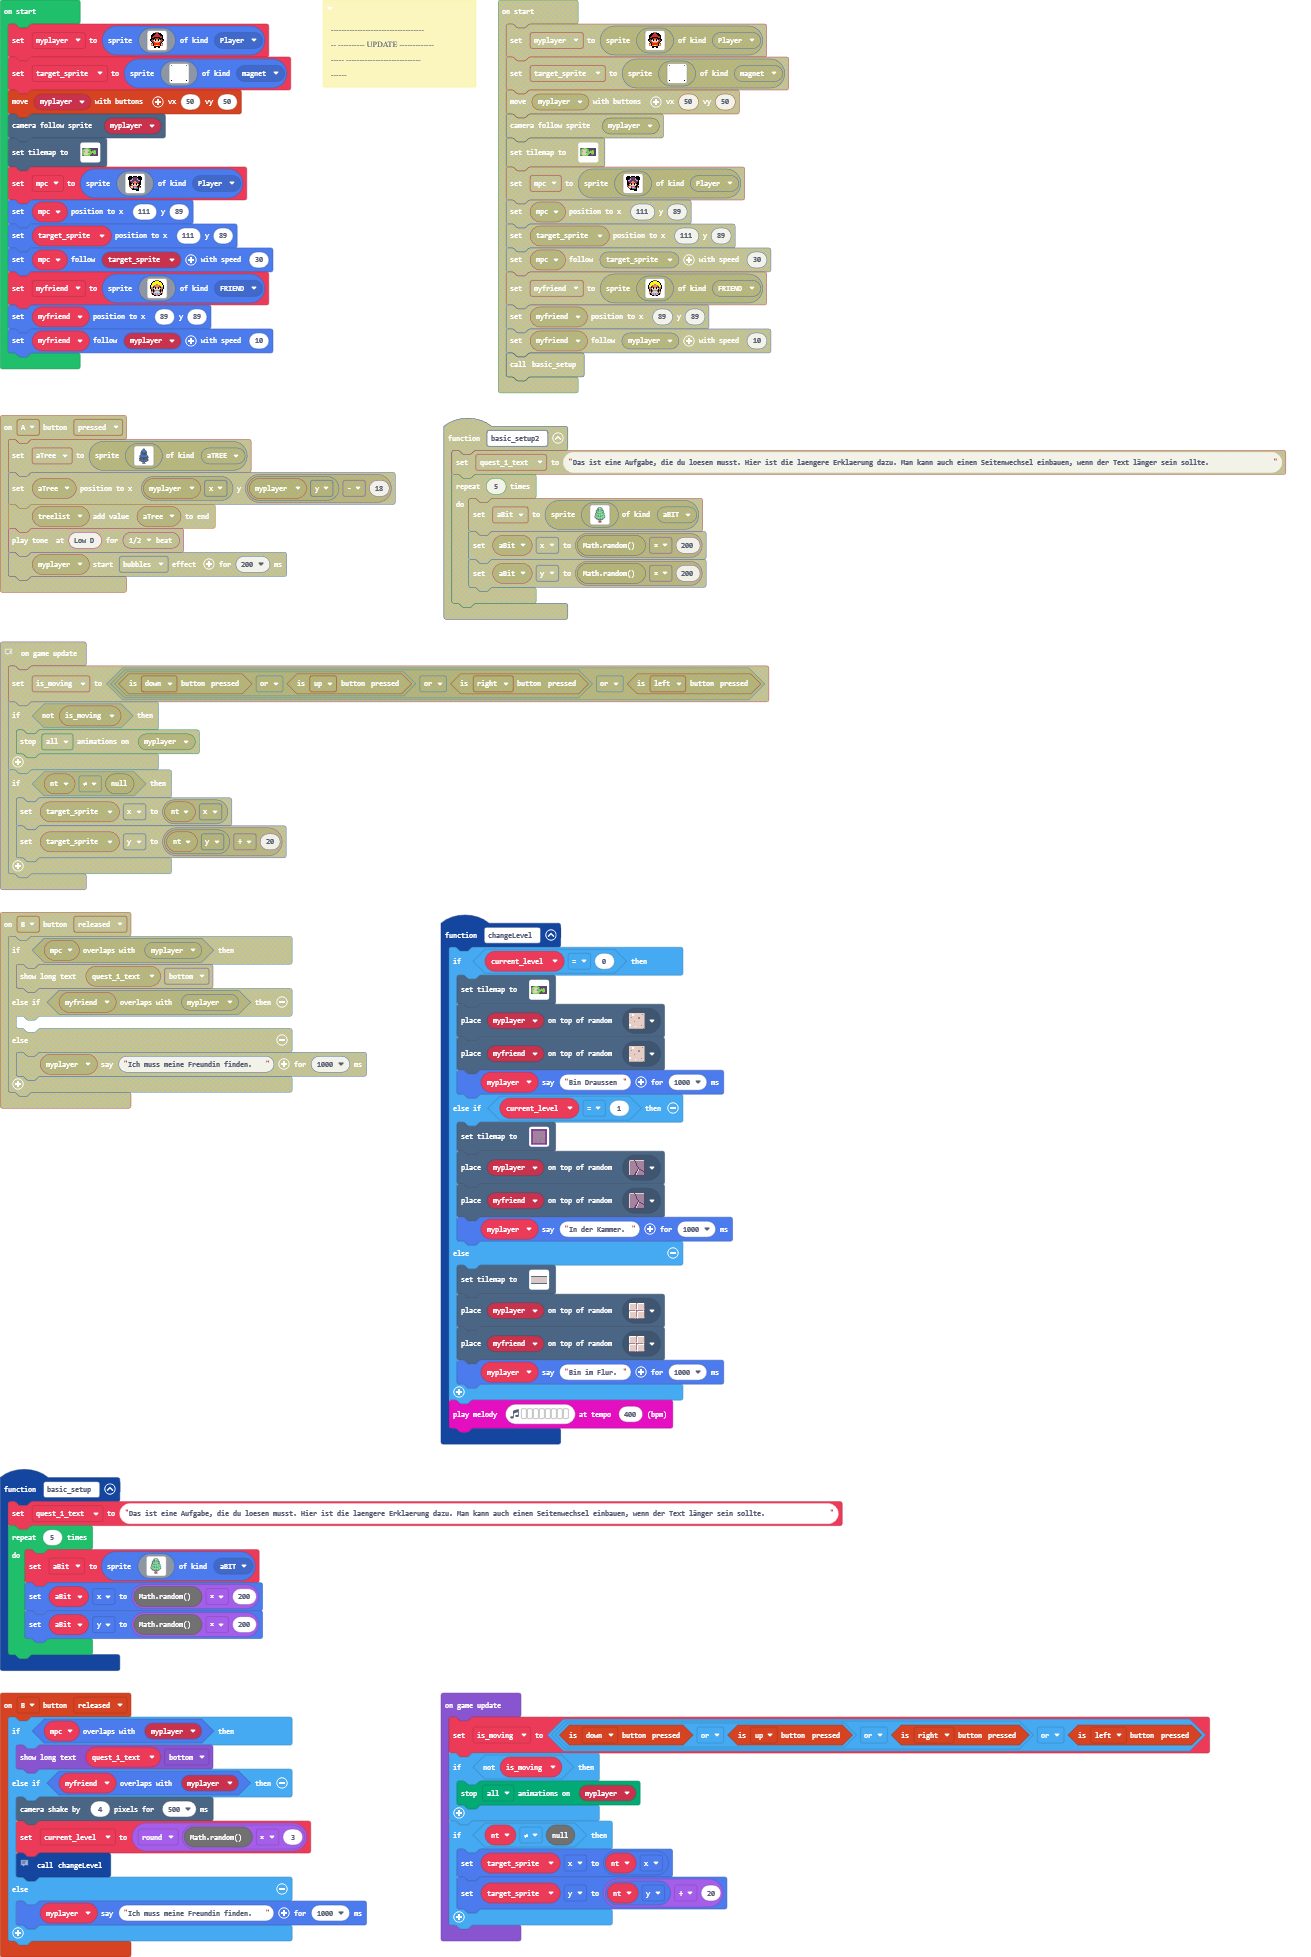 on start
set myplayer to sprite of kind Player
set target_sprite to sprite of kind magnet
move myplayer with buttons vx 50 vy 50
camera follow sprite myplayer
set tilemap to
set mpc to sprite of kind Player
set mpc position to x 111 y 89
set target_sprite position to x 111 y 89
set mpc follow target_sprite with speed 30
set myfriend to sprite of kind FRIEND
set myfriend position to x 89 y 89
set myfriend follow myplayer with speed 10
------------------------------------
-- ---------- UPDATE -------------
----- -----------------------------
------
on start
set myplayer to sprite of kind Player
set target_sprite to sprite of kind magnet
move myplayer with buttons vx 50 vy 50
camera follow sprite myplayer
set tilemap to
set mpc to sprite of kind Player
set mpc position to x 111 y 89
set target_sprite position to x 111 y 89
set mpc follow target_sprite with speed 30
set myfriend to sprite of kind FRIEND
set myfriend position to x 89 y 89
set myfriend follow myplayer with speed 10
call basic_setup
on A button pressed
set aTree to sprite of kind aTREE
set aTree position to x myplayer x y myplayer y - 18
treelist add value aTree to end
play tone at Low D for 1/2 beat
myplayer start bubbles effect for 200 ms
function basic_setup2
set quest_1_text to "Das ist eine Aufgabe, die du loesen musst. Hier ist die laengere Erklaerung dazu. Man kann auch einen Seitenwechsel einbauen, wenn der Text länger sein sollte. "
repeat 5 times
do
set aBit to sprite of kind aBIT
set aBit x to Math.random() × 200
set aBit y to Math.random() × 200
on game update
set is_moving to is down button pressed or is up button pressed or is right button pressed or is left button pressed
if not is_moving then
stop all animations on myplayer
if mt ≠ null then
set target_sprite x to mt x
set target_sprite y to mt y + 20
on B button released
if mpc overlaps with myplayer then
show long text quest_1_text bottom
else if myfriend overlaps with myplayer then
else
myplayer say "Ich muss meine Freundin finden. " for 1000 ms
function changeLevel
if current_level = 0 then
set tilemap to
place myplayer on top of random
place myfriend on top of random
myplayer say "Bin Draussen " for 1000 ms
else if current_level = 1 then
set tilemap to
place myplayer on top of random
place myfriend on top of random
myplayer say "In der Kammer. " for 1000 ms
else
set tilemap to
place myplayer on top of random
place myfriend on top of random
myplayer say "Bin im Flur. " for 1000 ms
play melody at tempo 400 (bpm)
function basic_setup
set quest_1_text to "Das ist eine Aufgabe, die du loesen musst. Hier ist die laengere Erklaerung dazu. Man kann auch einen Seitenwechsel einbauen, wenn der Text länger sein sollte. "
repeat 5 times
do
set aBit to sprite of kind aBIT
set aBit x to Math.random() × 200
set aBit y to Math.random() × 200
on B button released
if mpc overlaps with myplayer then
show long text quest_1_text bottom
else if myfriend overlaps with myplayer then
camera shake by 4 pixels for 500 ms
set current_level to round Math.random() × 3
call changeLevel
else
myplayer say "Ich muss meine Freundin finden. " for 1000 ms
on game update
set is_moving to is down button pressed or is up button pressed or is right button pressed or is left button pressed
if not is_moving then
stop all animations on myplayer
if mt ≠ null then
set target_sprite x to mt x
set target_sprite y to mt y + 20